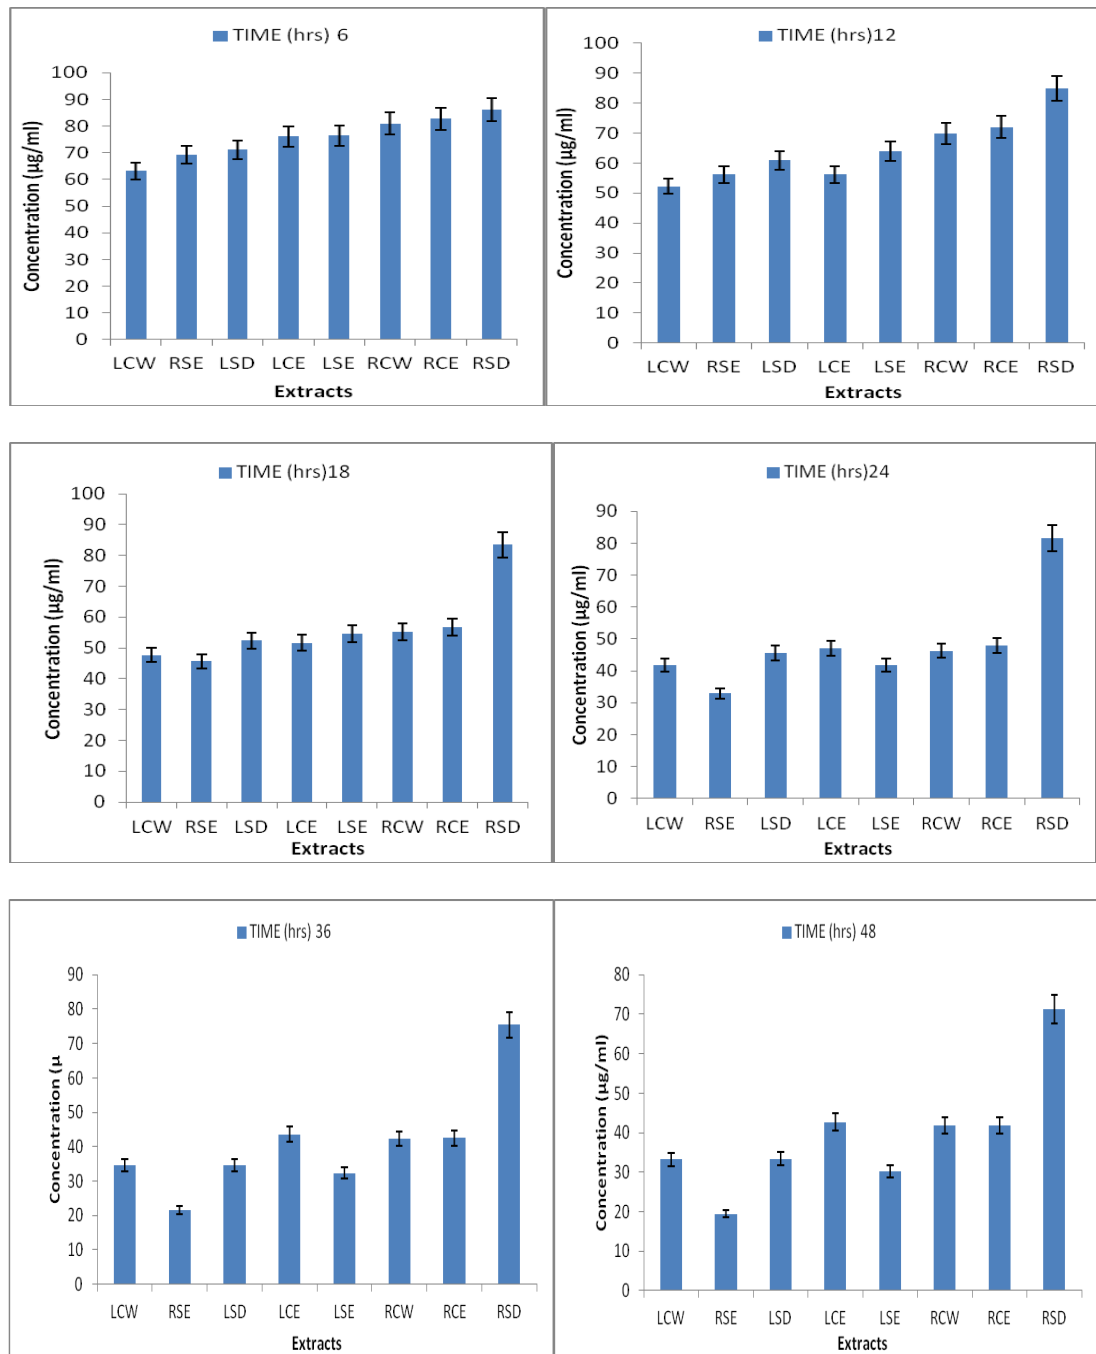 TIME (hrs) 6
Concentration (µg/ml)
100
90
80
70
60
50
40
30
20
10
0
LCW RSE LSD LCE LSE RCW RCE RSD
Extracts
TIME (hrs)12
Concentration (µg/ml)
100
90
80
70
60
50
40
30
20
10
0
LCW RSE LSD LCE LSE RCW RCE RSD
Extracts
TIME (hrs)18
Concentration (µg/ml)
100
90
80
70
60
50
40
30
20
10
0
LCW RSE LSD LCE LSE RCW RCE RSD
Extracts
TIME (hrs)24
Concentration (µg/ml)
90
80
70
60
50
40
30
20
10
0
LCW RSE LSD LCE LSE RCW RCE RSD
Extracts
TIME (hrs) 36
Concentration (µ
90
80
70
60
50
40
30
20
10
0
LCW RSE LSD LCE LSE RCW RCE RSD
Extracts
TIME (hrs) 48
Concentration (µg/ml)
80
70
60
50
40
30
20
10
0
LCW RSE LSD LCE LSE RCW RCE RSD
Extracts